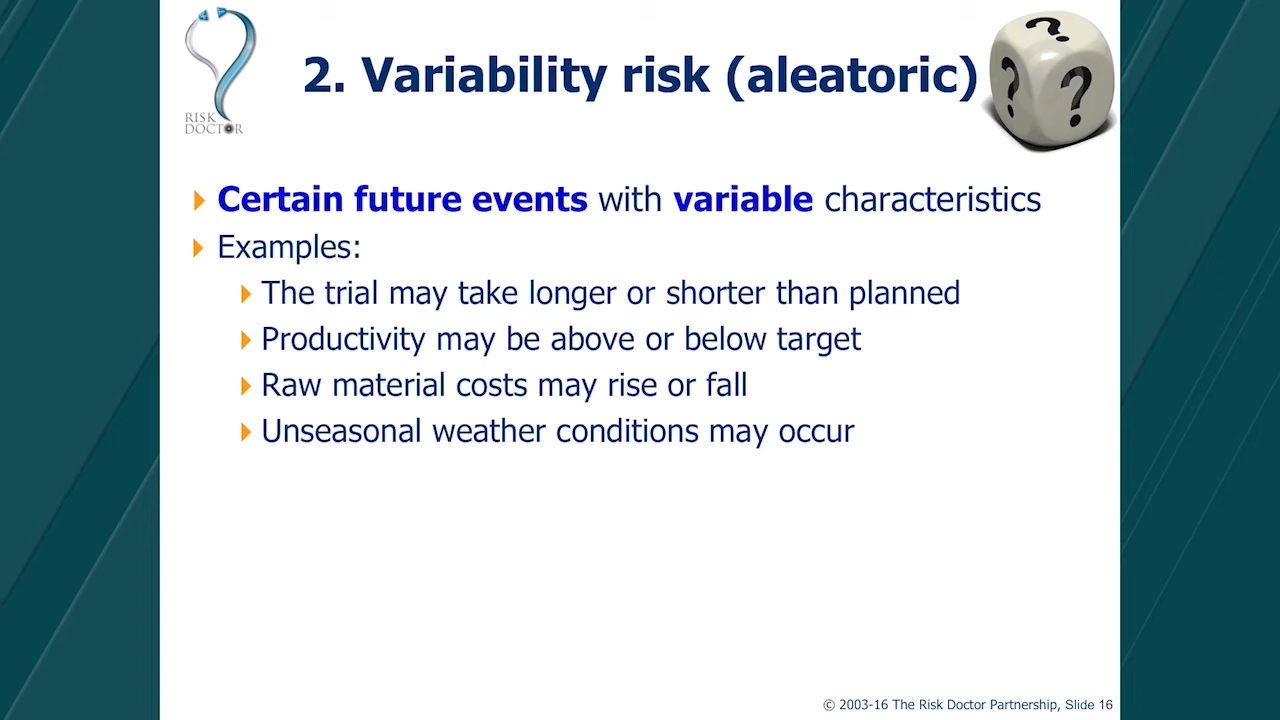 RISK
DOCTOR
2. Variability risk (aleatoric)
? ? ?
Certain future events with variable characteristics
Examples:
The trial may take longer or shorter than planned
Productivity may be above or below target
Raw material costs may rise or fall
Unseasonal weather conditions may occur
© 2003-16 The Risk Doctor Partnership, Slide 16